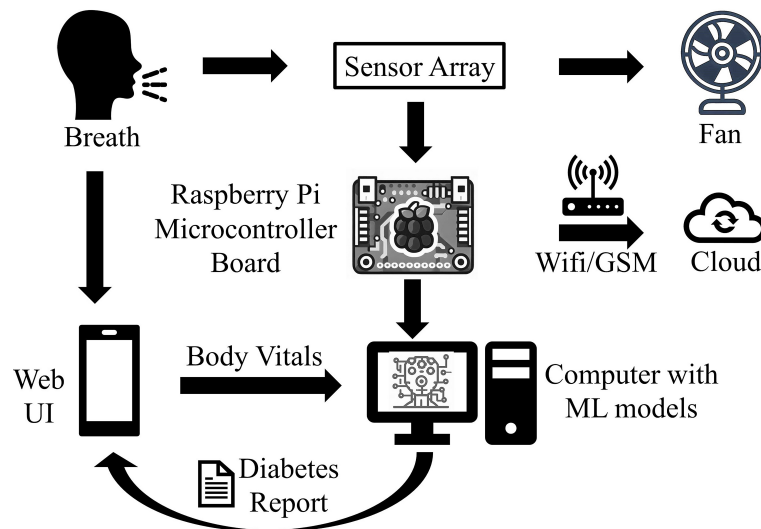 Breath
Sensor Array
Fan
Raspberry Pi
Microcontroller
Board
Wifi/GSM
Cloud
Web
UI
Body Vitals
Computer with
ML models
Diabetes
Report